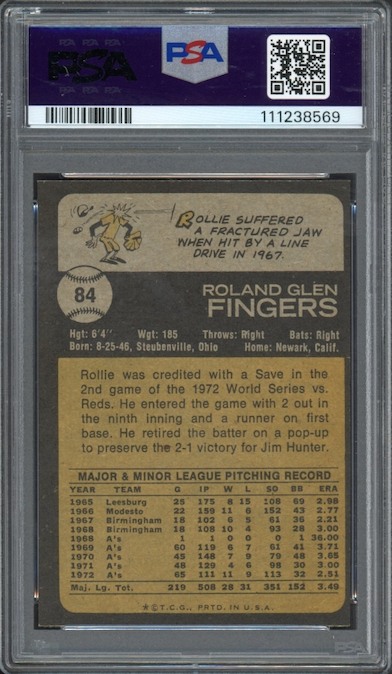 PSA PSA PSA
PSA
PSA PSA PSA
PSA
111238569
ROLLIE SUFFERED
A FRACTURED JAW
WHEN HIT BY A LINE
DRIVE IN 1967.
84
ROLAND GLEN
FINGERS
Hgt: 6'4" Wgt: 185 Throws: Right Bats: Right
Born: 8-25-46, Steubenville, Ohio Home: Newark, Calif.
Rollie was credited with a Save in the
2nd game of the 1972 World Series vs.
Reds. He entered the game with 2 out in
the ninth inning and a runner on first
base. He retired the batter on a pop-up
to preserve the 2-1 victory for Jim Hunter.
MAJOR & MINOR LEAGUE PITCHING RECORD
YEAR TEAM G IP W L SO BB ERA
1965 Leesburg 25 175 8 15 108 69 2.98
1966 Modesto 22 159 11 6 152 43 2.77
1967 Birmingham 18 102 6 5 61 36 2.21
1968 Birmingham 18 108 10 4 93 28 3.00
1968 A's 1 1 0 0 0 1 36.00
1969 A's 60 119 6 7 61 41 3.71
1970 A's 45 148 7 9 79 48 3.65
1971 A's 48 129 4 6 98 30 3.00
1972 A's 65 111 11 9 113 32 2.51
Maj. Lg. Tot. 219 508 28 31 351 152 3.49
*© T.C.G., PRTD. IN U.S.A.
PSA